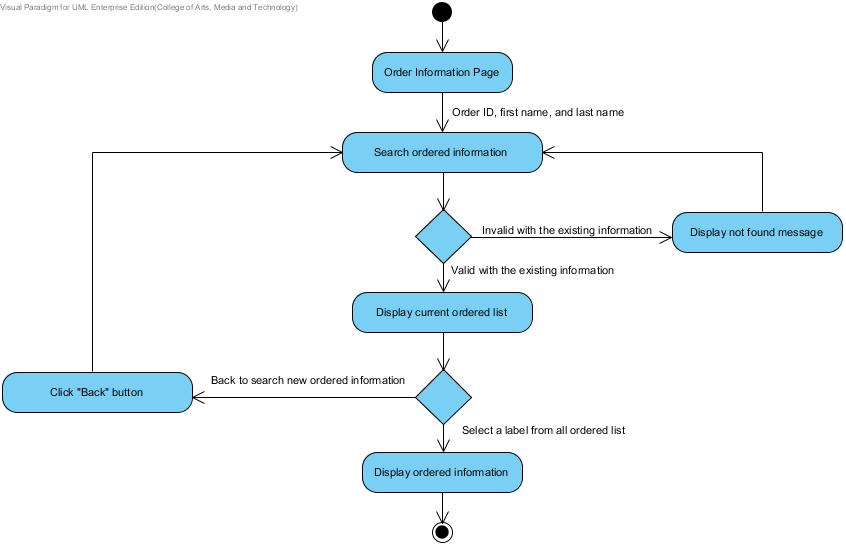 Visual Paradigm for UML Enterprise Edition(College of Arts, Media and Technology)
Order Information Page
Order ID, first name, and last name
Search ordered information
Invalid with the existing information
Display not found message
Valid with the existing information
Display current ordered list
Back to search new ordered information
Click "Back" button
Select a label from all ordered list
Display ordered information